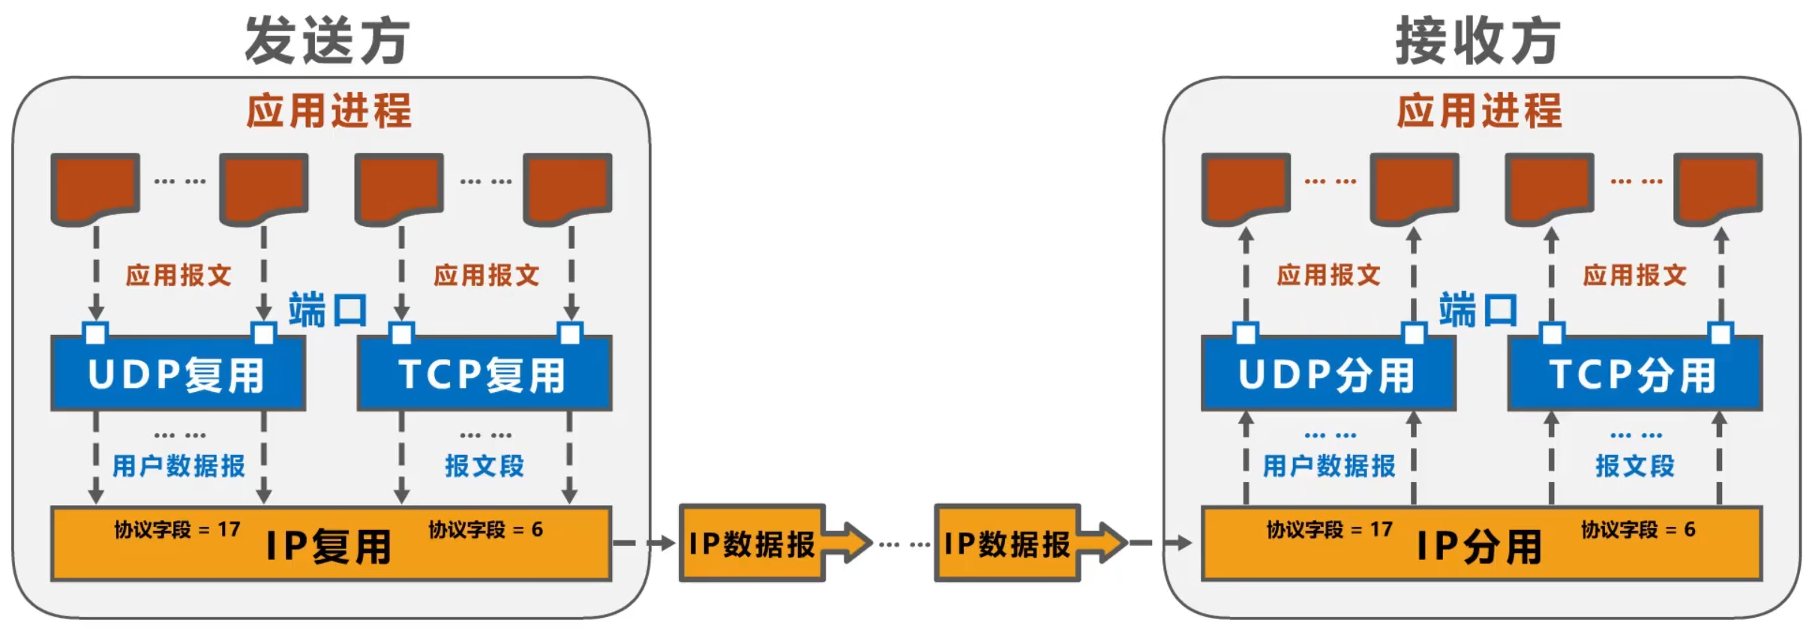 发送方
接收方
应用进程
应用进程
… …
… …
… …
… …
应用报文
应用报文
应用报文
应用报文
端口
端口
UDP复用
TCP复用
UDP分用
TCP分用
… …
… …
… …
… …
用户数据报
报文段
用户数据报
报文段
协议字段 = 17
协议字段 = 6
协议字段 = 17
协议字段 = 6
IP复用
IP数据报
… …
IP数据报
IP分用